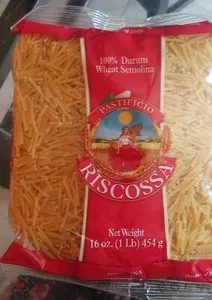 100% Durum
Wheat Semolina
PASTIFICIO
RISCOSSA
Net Weight
16 oz. (1 Lb) 454 g